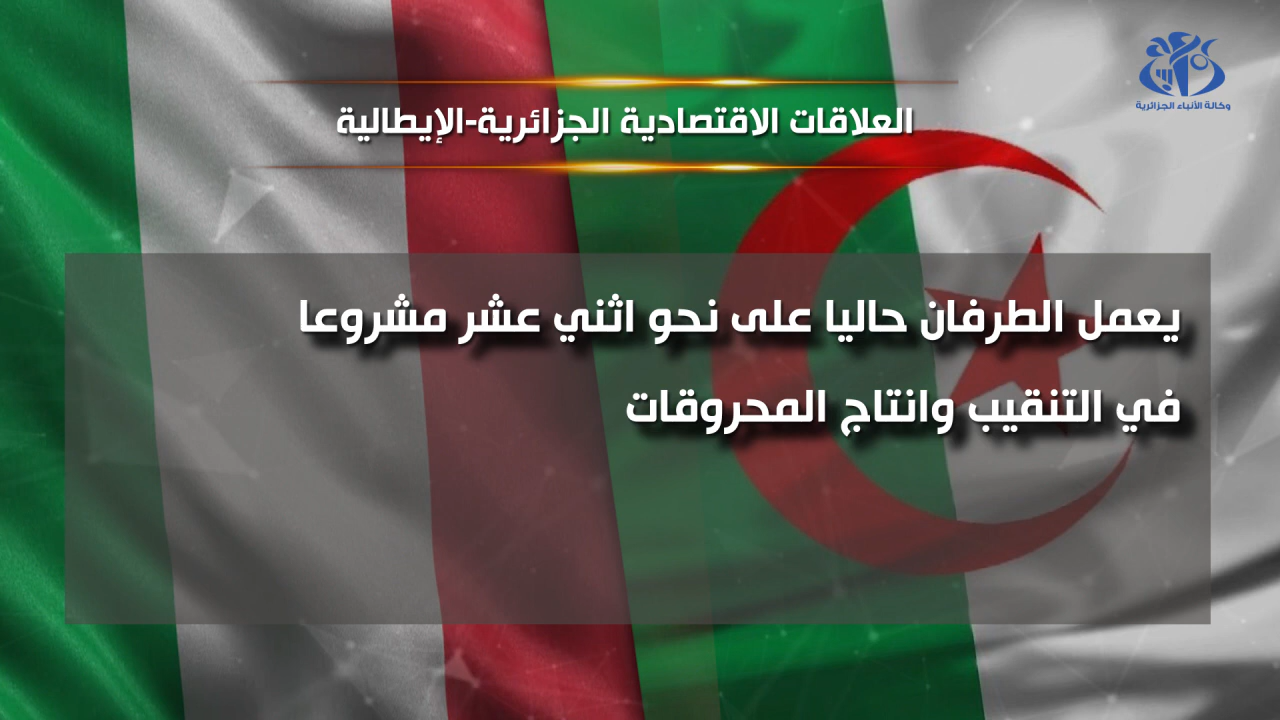 وكالة الأنباء الجزائرية
العلاقات الاقتصادية الجزائرية-الإيطالية
يعمل الطرفان حاليا على نحو اثني عشر مشروعا
في التنقيب وانتاج المحروقات